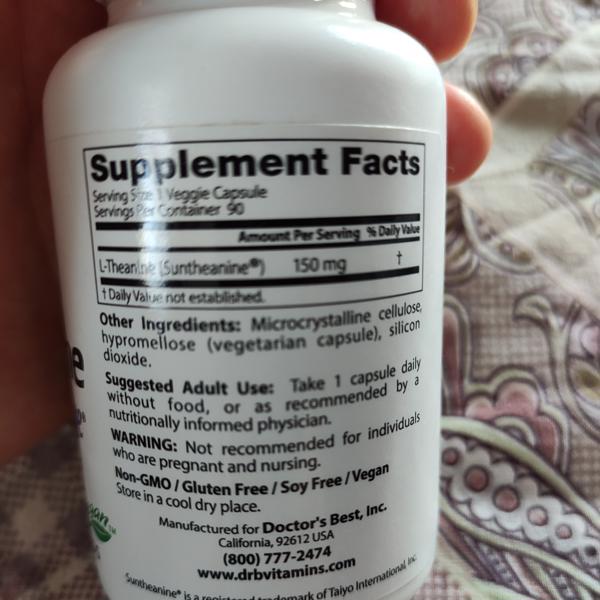 Supplement Facts
Serving Size 1 Veggie Capsule
Servings Per Container 90
Amount Per Serving % Daily Value
L-Theanine (Suntheanine®) 150 mg †
† Daily Value not established.
Other Ingredients: Microcrystalline cellulose,
hypromellose (vegetarian capsule), silicon
dioxide.
Suggested Adult Use: Take 1 capsule daily
without food, or as recommended by a
nutritionally informed physician.
WARNING: Not recommended for individuals
who are pregnant and nursing.
Non-GMO / Gluten Free / Soy Free / Vegan
Store in a cool dry place.
Manufactured for Doctor's Best, Inc.
California, 92612 USA
(800) 777-2474
www.drbvitamins.com
Suntheanine® is a registered trademark of Taiyo International, Inc.